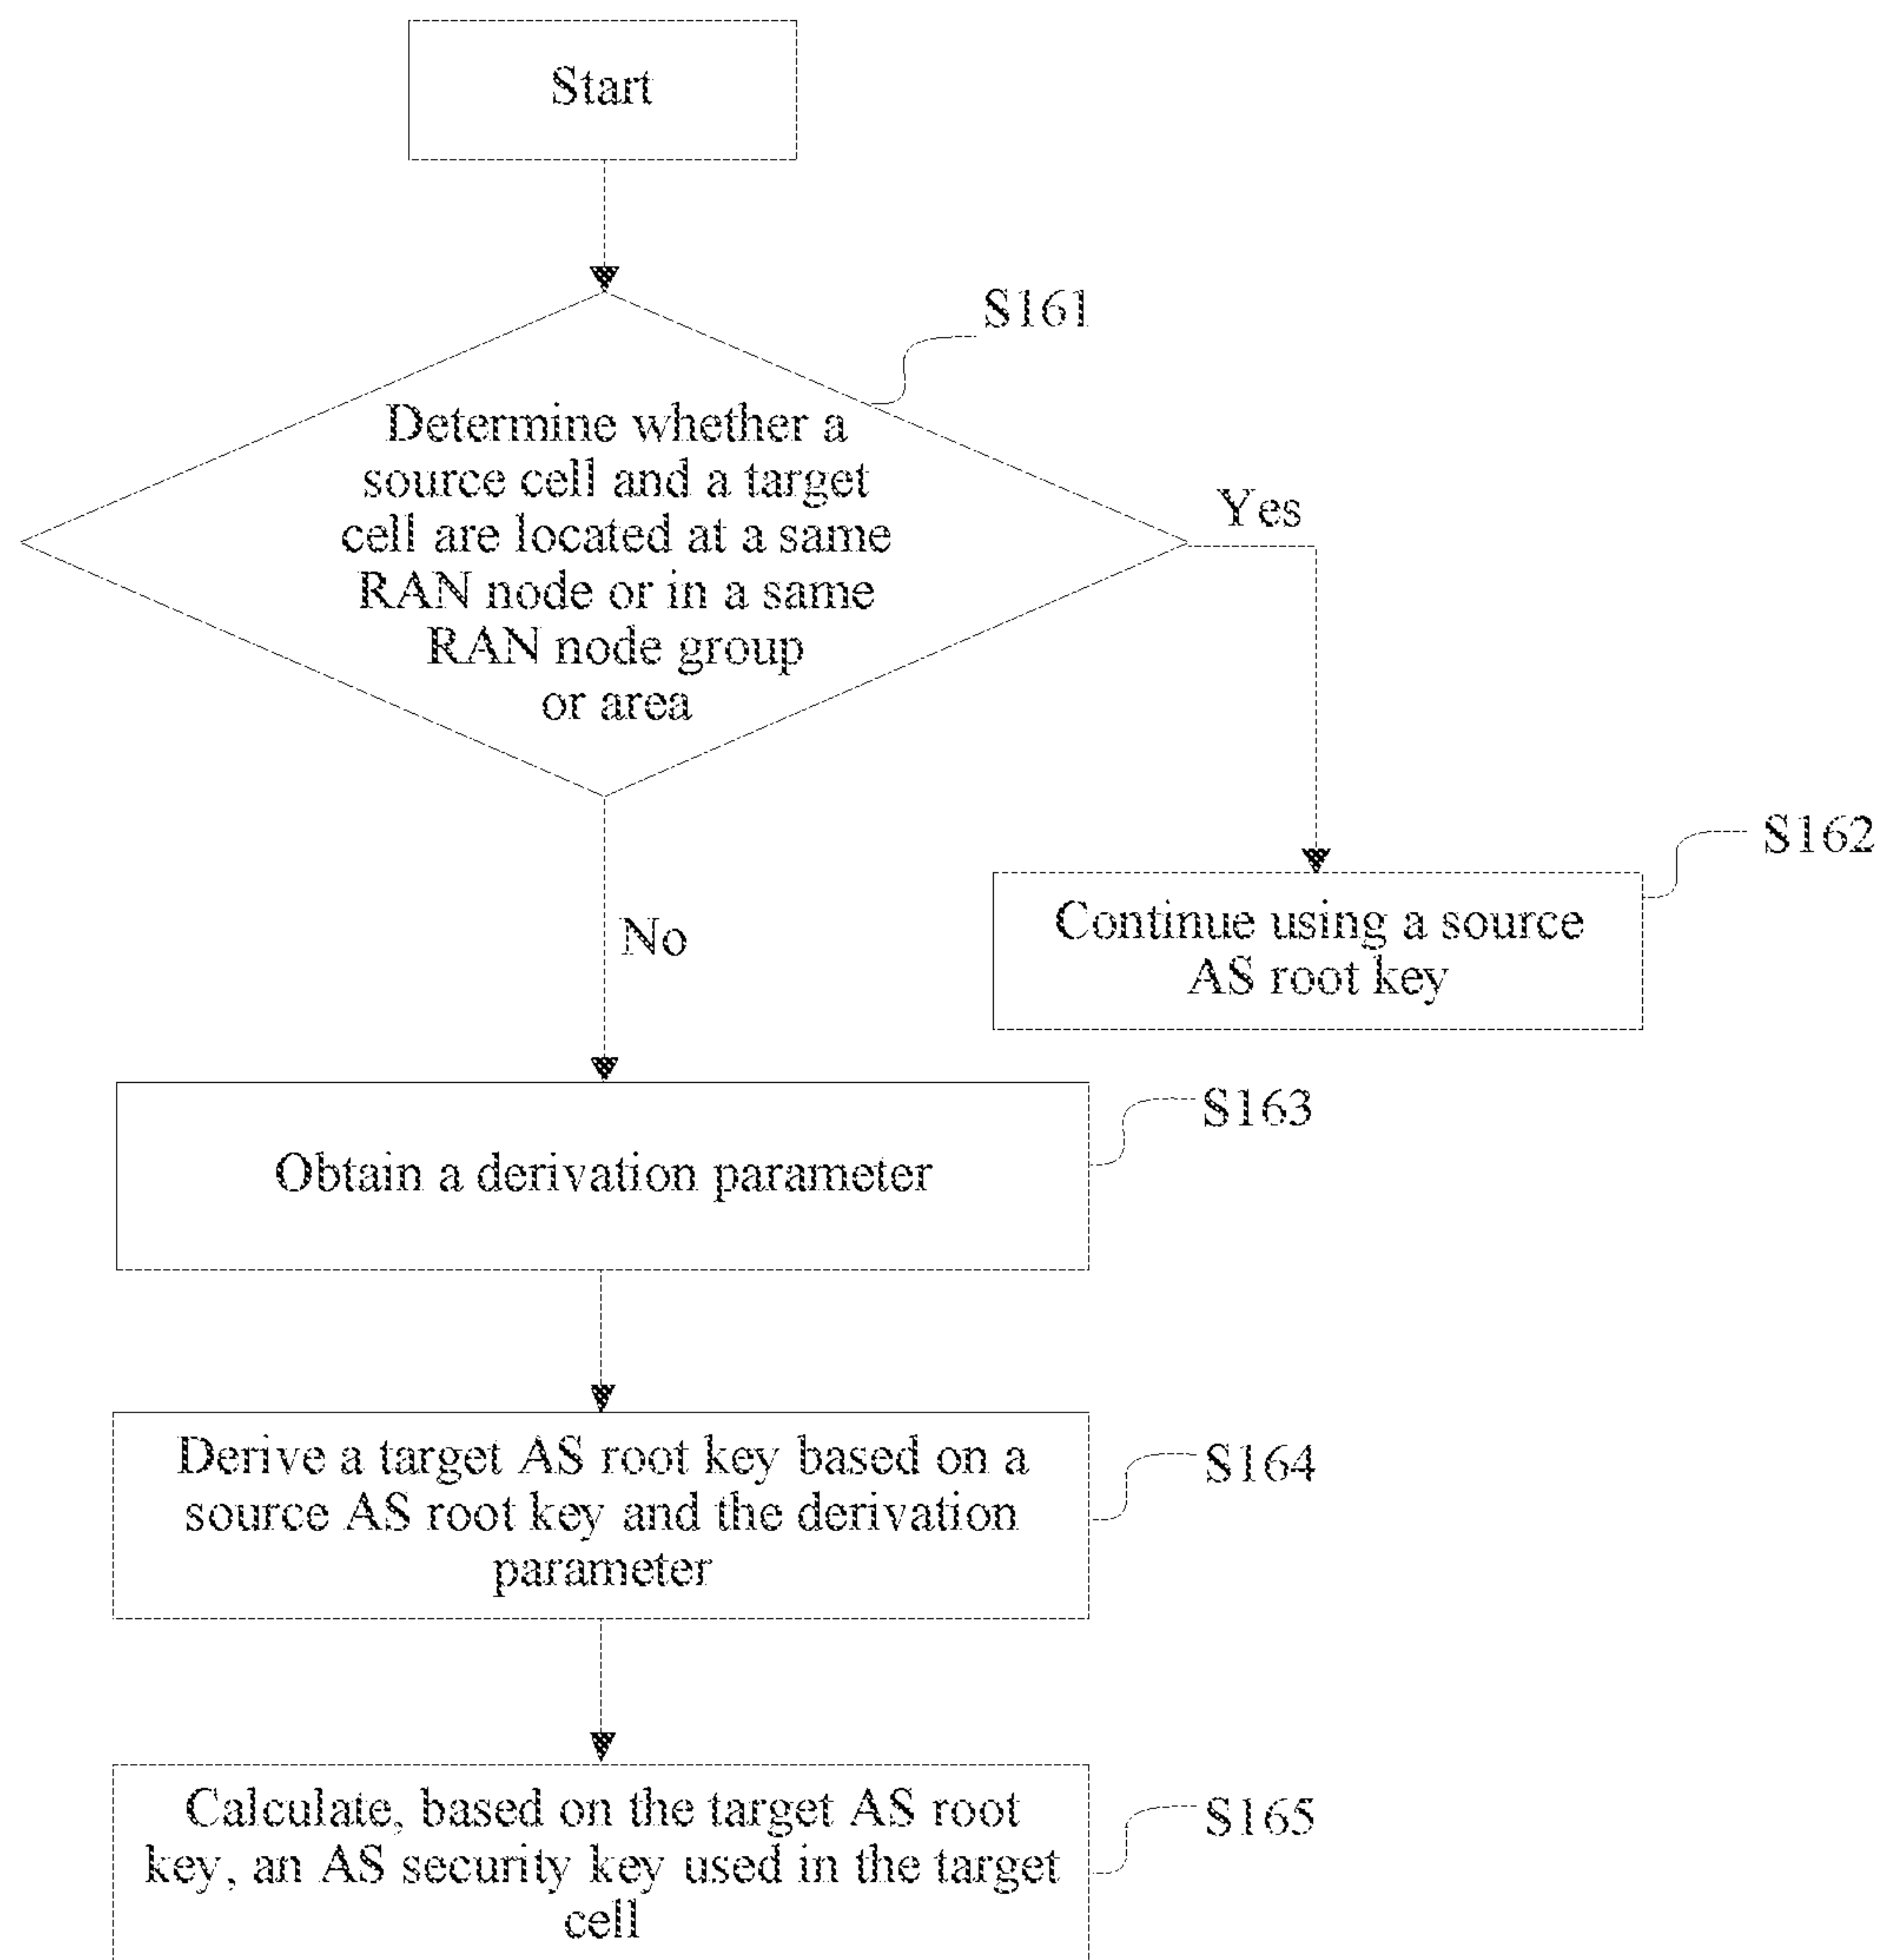 Start
S161
Determine whether a
source cell and a target
cell are located at a same
RAN node or in a same
RAN node group
or area
Yes
S162
Continue using a source
AS root key
No
S163
Obtain a derivation parameter
S164
Derive a target AS root key based on a
source AS root key and the derivation
parameter
S165
Calculate, based on the target AS root
key, an AS security key used in the target
cell